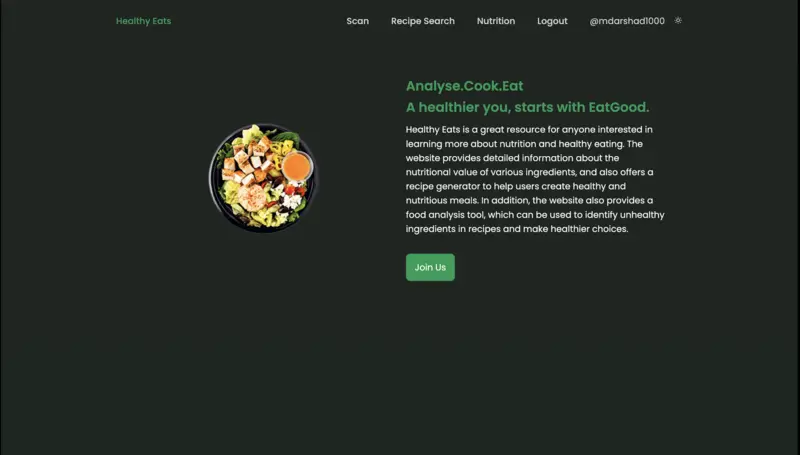 Healthy Eats
Scan
Recipe Search
Nutrition
Logout
@mdarshad1000
Analyse.Cook.Eat
A healthier you, starts with EatGood.
Healthy Eats is a great resource for anyone interested in
learning more about nutrition and healthy eating. The
website provides detailed information about the
nutritional value of various ingredients, and also offers a
recipe generator to help users create healthy and
nutritious meals. In addition, the website also provides a
food analysis tool, which can be used to identify unhealthy
ingredients in recipes and make healthier choices.
Join Us